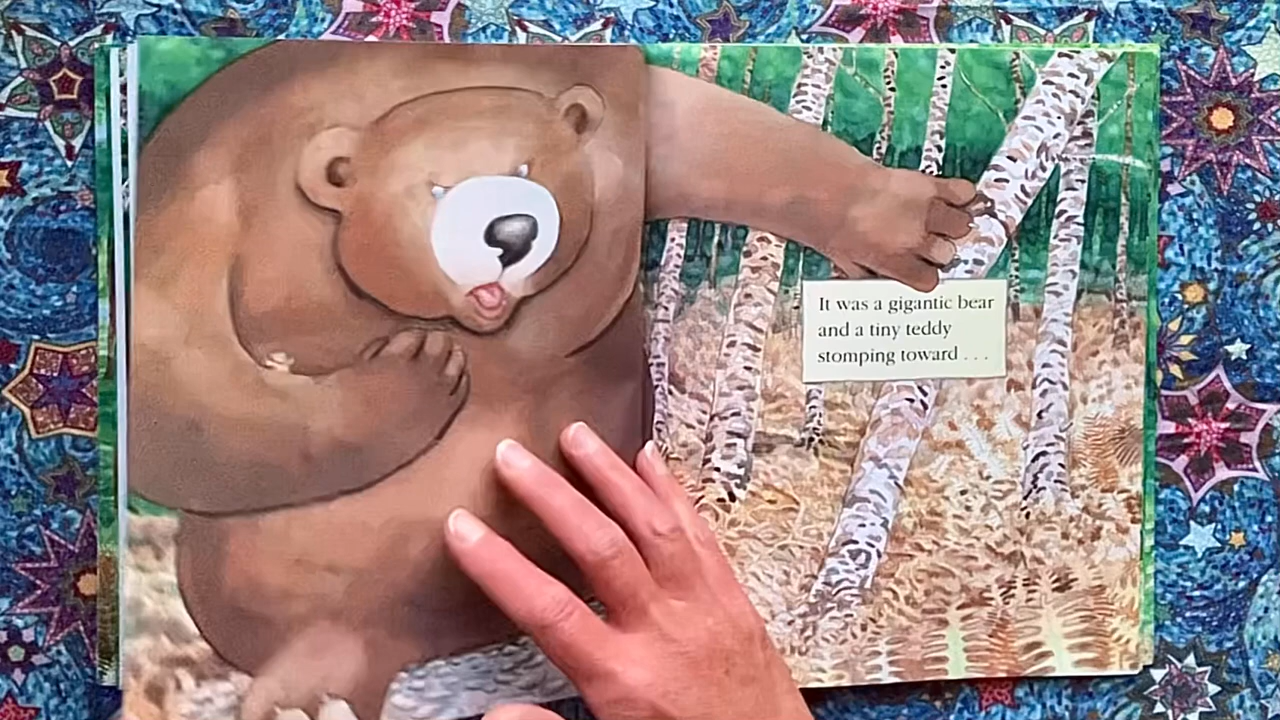 It was a gigantic bear
and a tiny teddy
stomping toward . . .